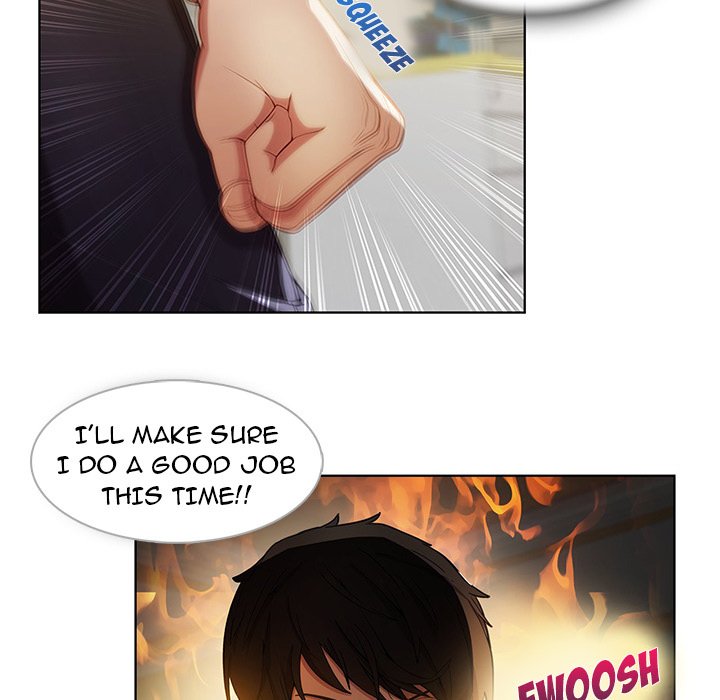 SQUEEZE
I'LL MAKE SURE
I DO A GOOD JOB
THIS TIME!!
FWOOSH